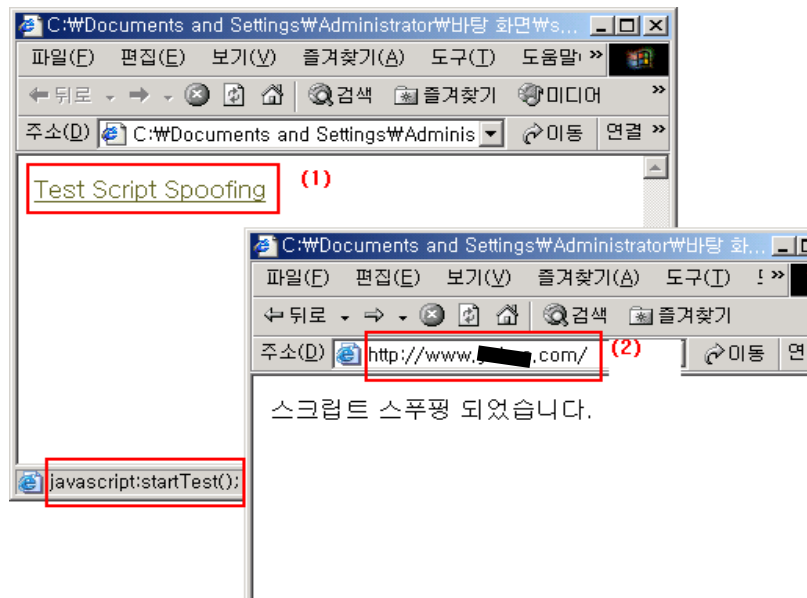 C:₩Documents and Settings₩Administrator₩바탕 화면₩s...
파일(F) 편집(E) 보기(V) 즐겨찾기(A) 도구(T) 도움말 »
뒤로 검색 즐겨찾기 미디어 »
주소(D) C:₩Documents and Settings₩Adminis 이동 연결 »
Test Script Spoofing (1)
javascript:startTest();
C:₩Documents and Settings₩Administrator₩바탕 화...
파일(F) 편집(E) 보기(V) 즐겨찾기(A) 도구(T) »
뒤로 검색 즐겨찾기
주소(D) http://www. .com/ (2) 이동
스크립트 스푸핑 되었습니다.